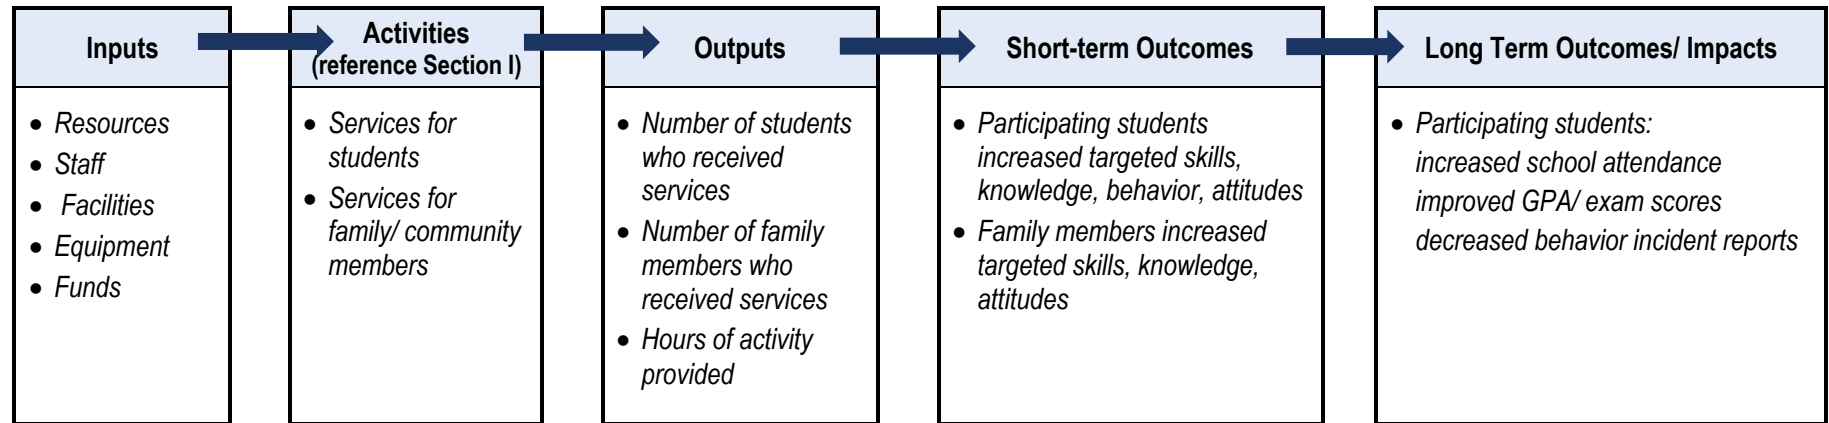 Inputs
• Resources
• Staff
• Facilities
• Equipment
• Funds
Activities
(reference Section I)
• Services for
students
• Services for
family/ community
members
Outputs
• Number of students
who received
services
• Number of family
members who
received services
• Hours of activity
provided
Short-term Outcomes
• Participating students
increased targeted skills,
knowledge, behavior, attitudes
• Family members increased
targeted skills, knowledge,
attitudes
Long Term Outcomes/ Impacts
• Participating students:
increased school attendance
improved GPA/ exam scores
decreased behavior incident reports